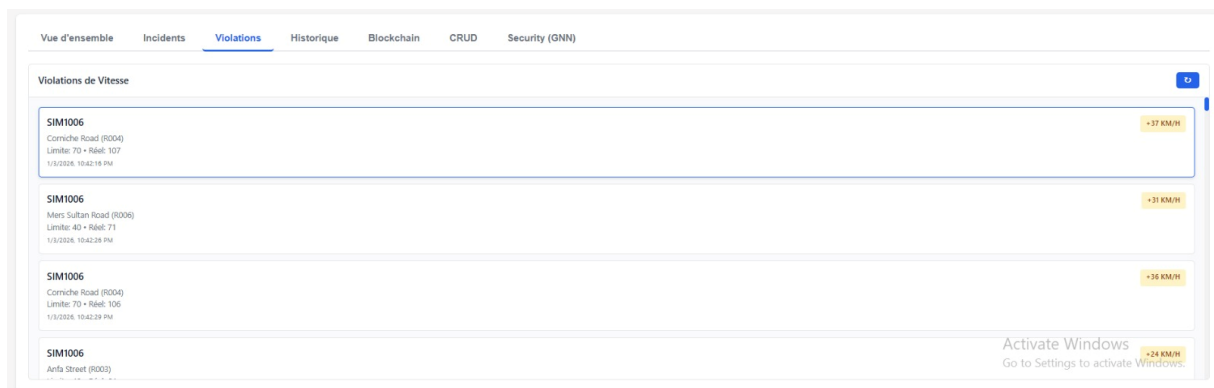 Vue d'ensemble Incidents Violations Historique Blockchain CRUD Security (GNN)
Violations de Vitesse
SIM1006
+37 KM/H
Corniche Road (R004)
Limite: 70 • Réel: 107
1/3/2026, 10:42:16 PM
SIM1006
+31 KM/H
Mers Sultan Road (R006)
Limite: 40 • Réel: 71
1/3/2026, 10:42:26 PM
SIM1006
+36 KM/H
Corniche Road (R004)
Limite: 70 • Réel: 106
1/3/2026, 10:42:29 PM
SIM1006
+24 KM/H
Anfa Street (R003)
Activate Windows
Go to Settings to activate Windows.